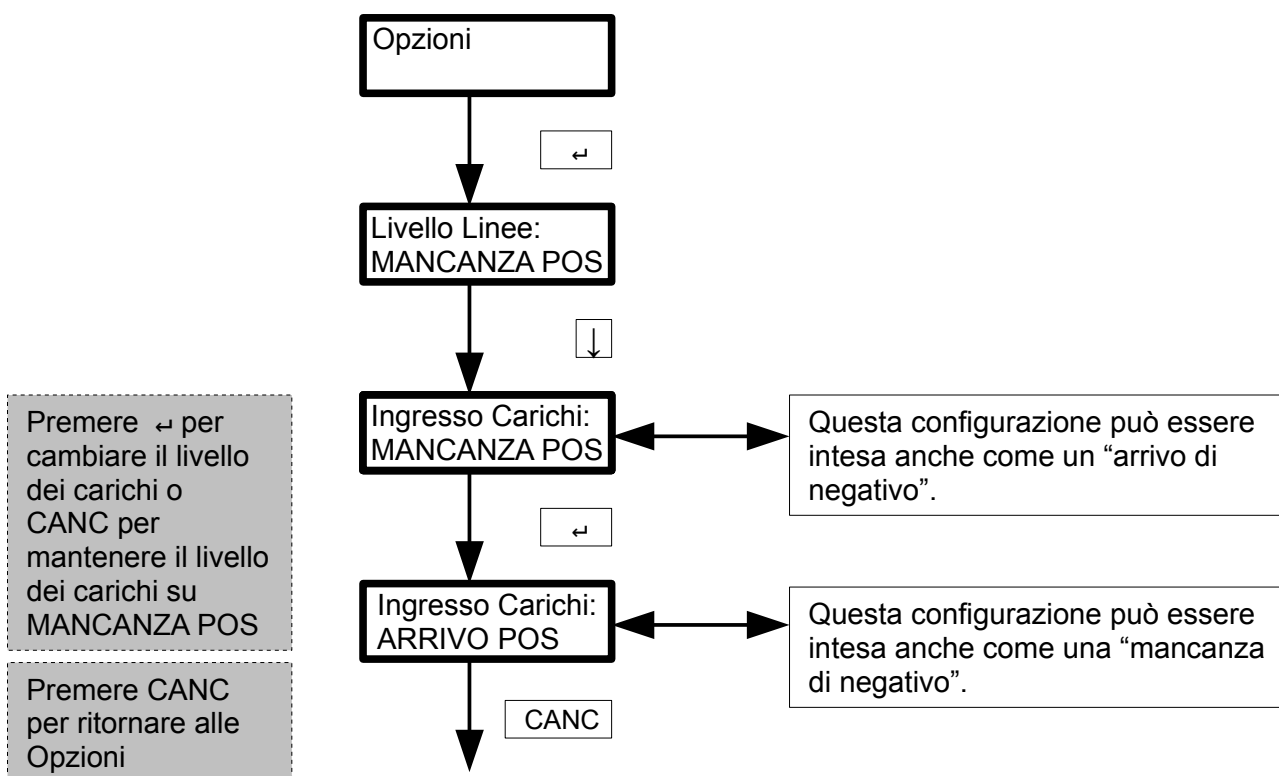 Opzioni
↵
Livello Linee:
MANCANZA POS
↓
Ingresso Carichi:
MANCANZA POS
Questa configurazione può essere
intesa anche come un “arrivo di
negativo”.
Premere ↵ per
cambiare il livello
dei carichi o
CANC per
mantenere il livello
dei carichi su
MANCANZA POS
↵
Ingresso Carichi:
ARRIVO POS
Questa configurazione può essere
intesa anche come una “mancanza
di negativo”.
Premere CANC
per ritornare alle
Opzioni
CANC